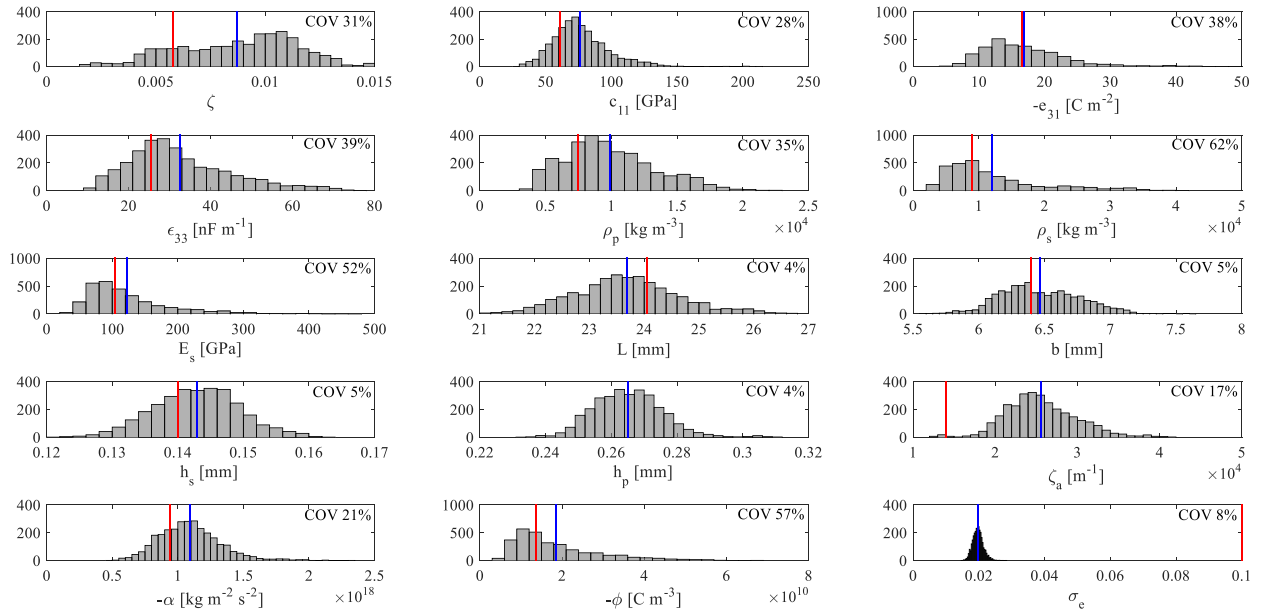 400 200 0 COV 31% 0.005 0.01 0.015 ζ
400 200 0 COV 28% 0 50 100 150 200 250 c₁₁ [GPa]
1000 500 0 COV 38% 0 10 20 30 40 50 -e₃₁ [C m⁻²]
400 200 0 COV 39% 0 20 40 60 80 ϵ₃₃ [nF m⁻¹]
400 200 0 COV 35% 0 0.5 1 1.5 2 2.5 ×10⁴ ρₚ [kg m⁻³]
1000 500 0 COV 62% 0 1 2 3 4 5 ×10⁴ ρₛ [kg m⁻³]
1000 500 0 COV 52% 0 100 200 300 400 500 Eₛ [GPa]
400 200 0 COV 4% 21 22 23 24 25 26 27 L [mm]
400 200 0 COV 5% 5.5 6 6.5 7 7.5 8 b [mm]
400 200 0 COV 5% 0.12 0.13 0.14 0.15 0.16 0.17 hₛ [mm]
400 200 0 COV 4% 0.22 0.24 0.26 0.28 0.3 0.32 hₚ [mm]
400 200 0 COV 17% 1 2 3 4 5 ×10⁴ ζₐ [m⁻¹]
400 200 0 COV 21% 0 0.5 1 1.5 2 2.5 ×10¹⁸ -α [kg m⁻² s⁻²]
1000 500 0 COV 57% 0 2 4 6 8 ×10¹⁰ -ϕ [C m⁻³]
400 200 0 COV 8% 0 0.02 0.04 0.06 0.08 0.1 σₑ